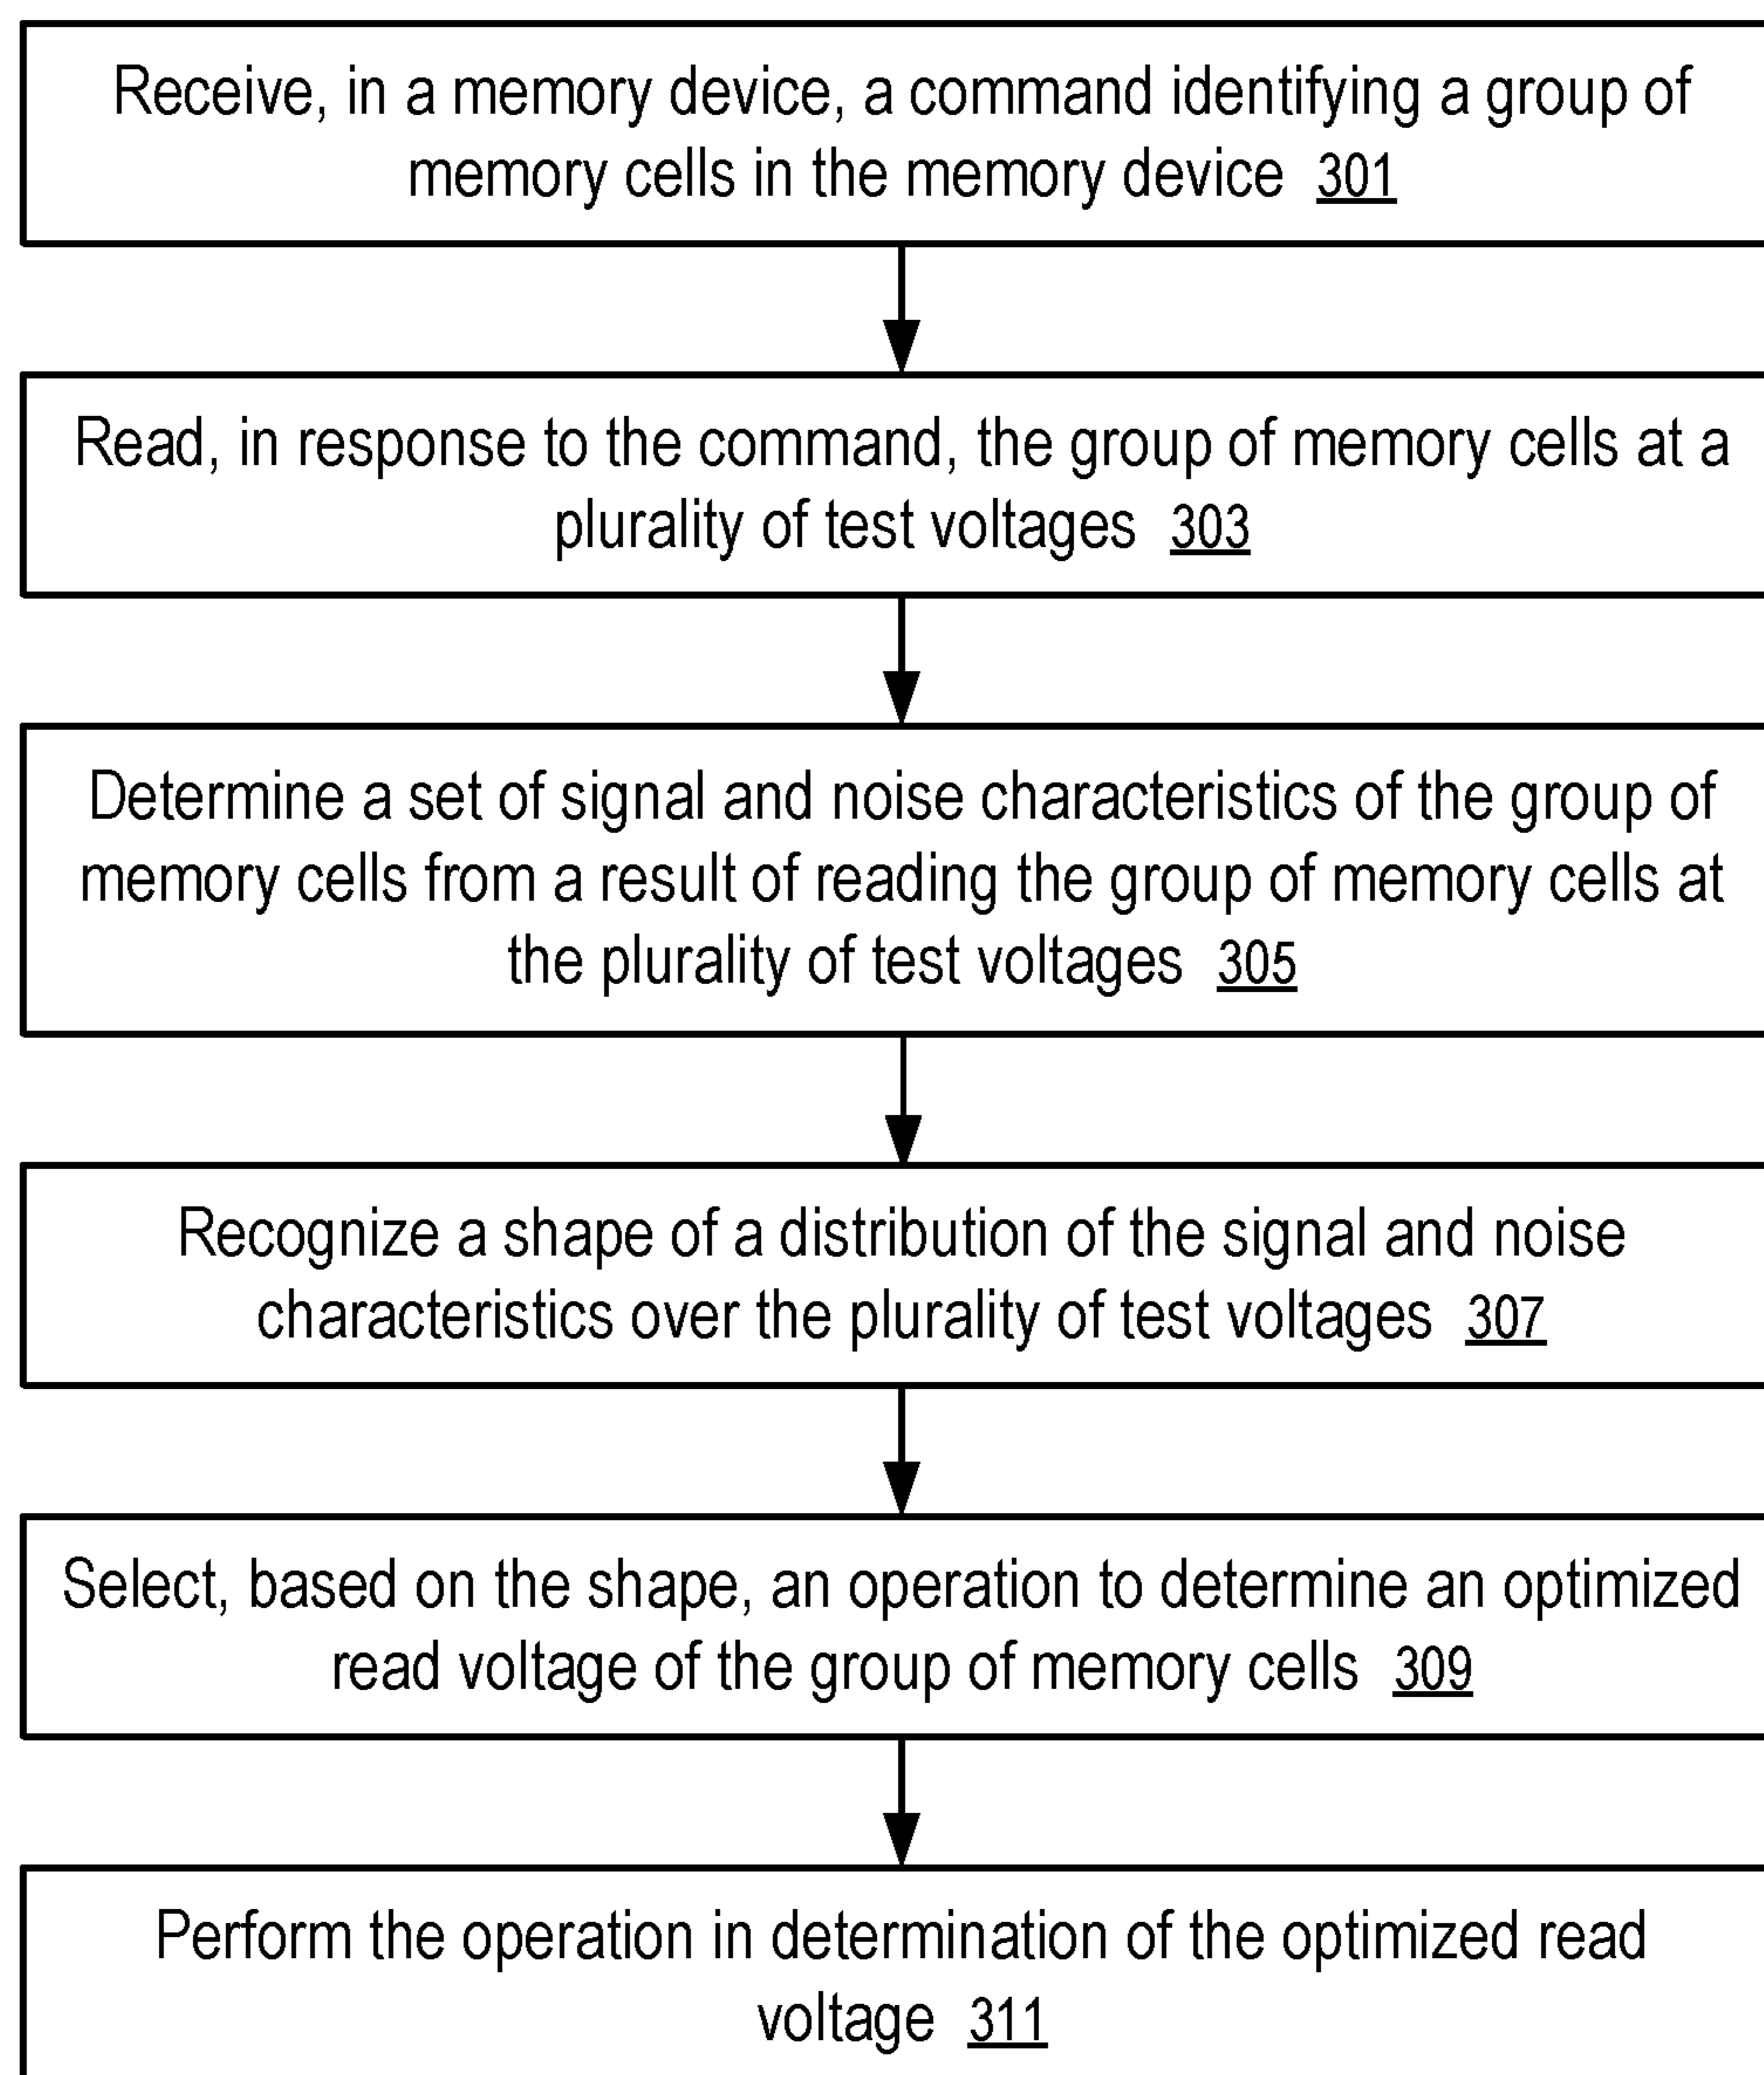 Receive, in a memory device, a command identifying a group of
memory cells in the memory device 301
Read, in response to the command, the group of memory cells at a
plurality of test voltages 303
Determine a set of signal and noise characteristics of the group of
memory cells from a result of reading the group of memory cells at
the plurality of test voltages 305
Recognize a shape of a distribution of the signal and noise
characteristics over the plurality of test voltages 307
Select, based on the shape, an operation to determine an optimized
read voltage of the group of memory cells 309
Perform the operation in determination of the optimized read
voltage 311